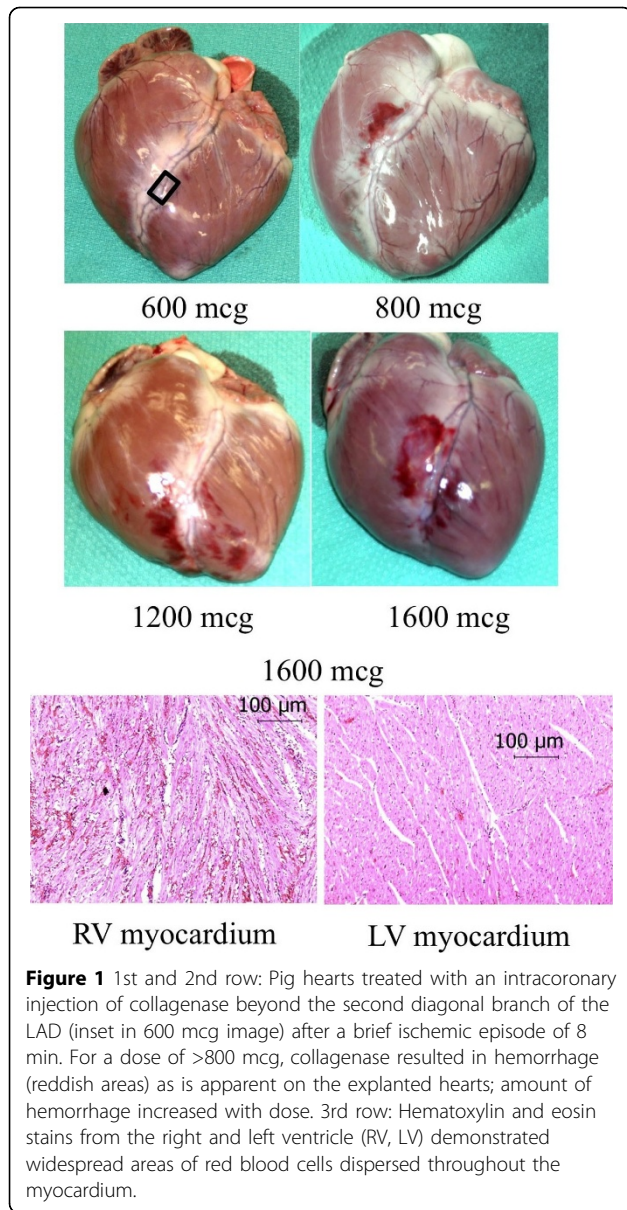 600 mcg
800 mcg
1200 mcg
1600 mcg
1600 mcg
100 µm
100 µm
RV myocardium
LV myocardium
Figure 1 1st and 2nd row: Pig hearts treated with an intracoronary
injection of collagenase beyond the second diagonal branch of the
LAD (inset in 600 mcg image) after a brief ischemic episode of 8
min. For a dose of >800 mcg, collagenase resulted in hemorrhage
(reddish areas) as is apparent on the explanted hearts; amount of
hemorrhage increased with dose. 3rd row: Hematoxylin and eosin
stains from the right and left ventricle (RV, LV) demonstrated
widespread areas of red blood cells dispersed throughout the
myocardium.